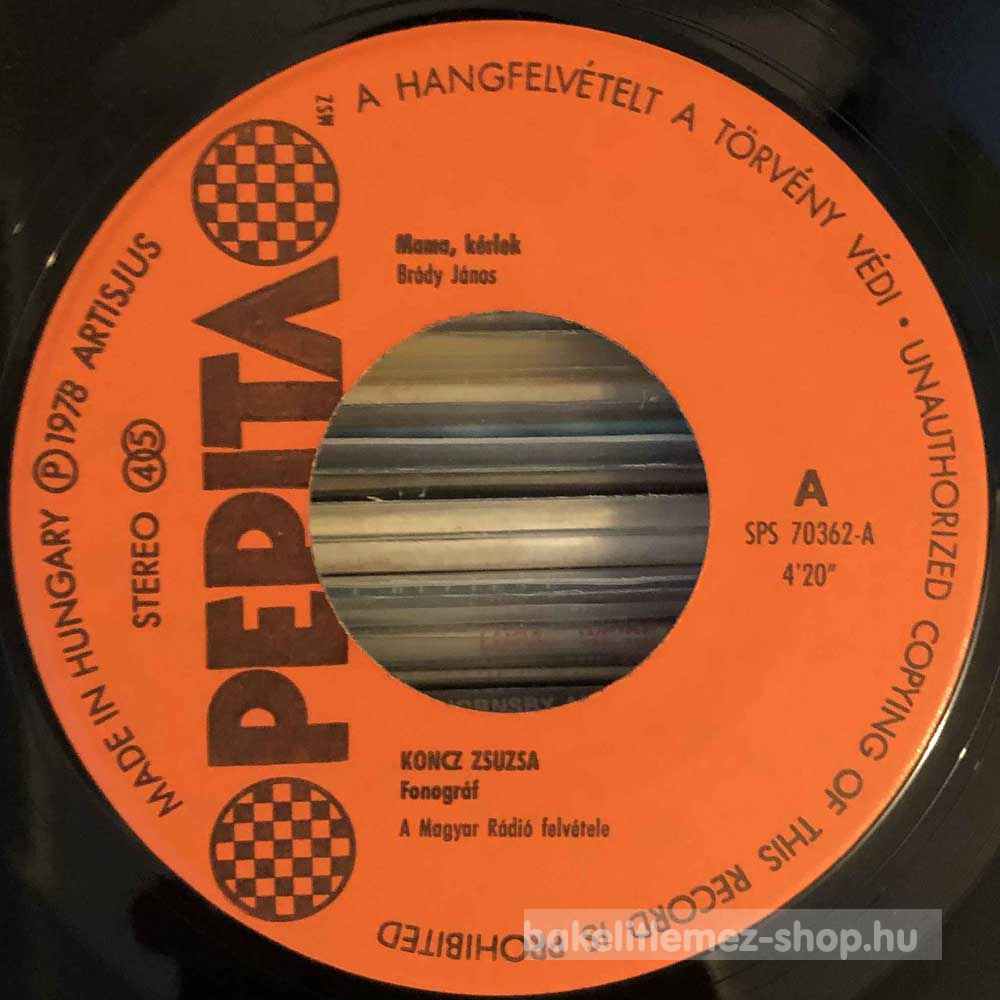 MSZ A HANGFELVÉTELT A TÖRVÉNY VÉDI • UNAUTHORIZED COPYING OF THIS RECORD IS PROHIBITED
Mama, kérlek
Bródy János
PEPITA
MADE IN HUNGARY Ⓟ 1978 ARTISJUS
STEREO 405
A
SPS 70362-A
4'20"
KONCZ ZSUZSA
Fonográf
A Magyar Rádió felvétele
bakelitlemez-shop.hu